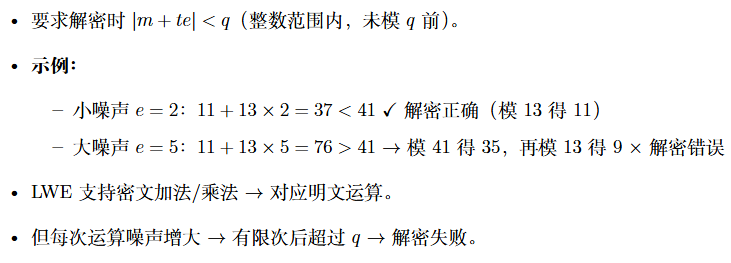 • 要求解密时 |m + te| < q（整数范围内，未模 q 前）。
• 示例：
– 小噪声 e = 2：11 + 13 × 2 = 37 < 41 ✓ 解密正确（模 13 得 11）
– 大噪声 e = 5：11 + 13 × 5 = 76 > 41 → 模 41 得 35，再模 13 得 9 × 解密错误
• LWE 支持密文加法/乘法 → 对应明文运算。
• 但每次运算噪声增大 → 有限次后超过 q → 解密失败。